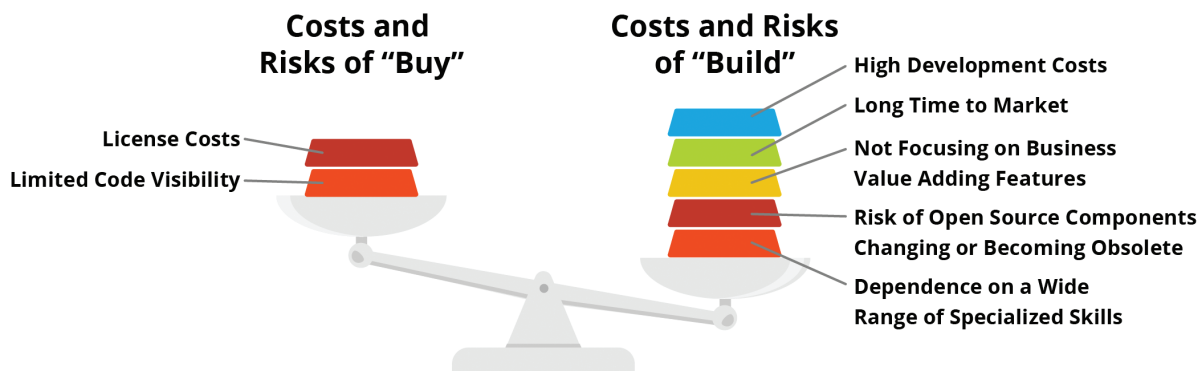 Costs and
Risks of “Buy”
License Costs
Limited Code Visibility
Costs and Risks
of “Build”
High Development Costs
Long Time to Market
Not Focusing on Business
Value Adding Features
Risk of Open Source Components
Changing or Becoming Obsolete
Dependence on a Wide
Range of Specialized Skills